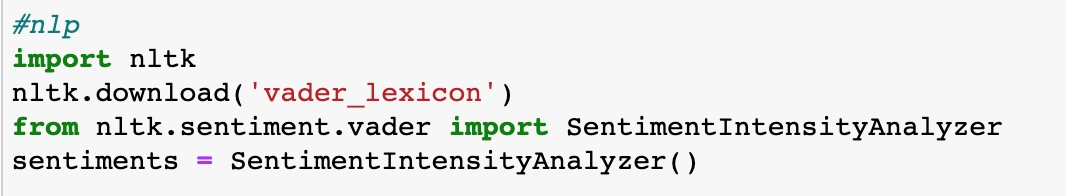 #nlp
import nltk
nltk.download('vader_lexicon')
from nltk.sentiment.vader import SentimentIntensityAnalyzer
sentiments = SentimentIntensityAnalyzer()